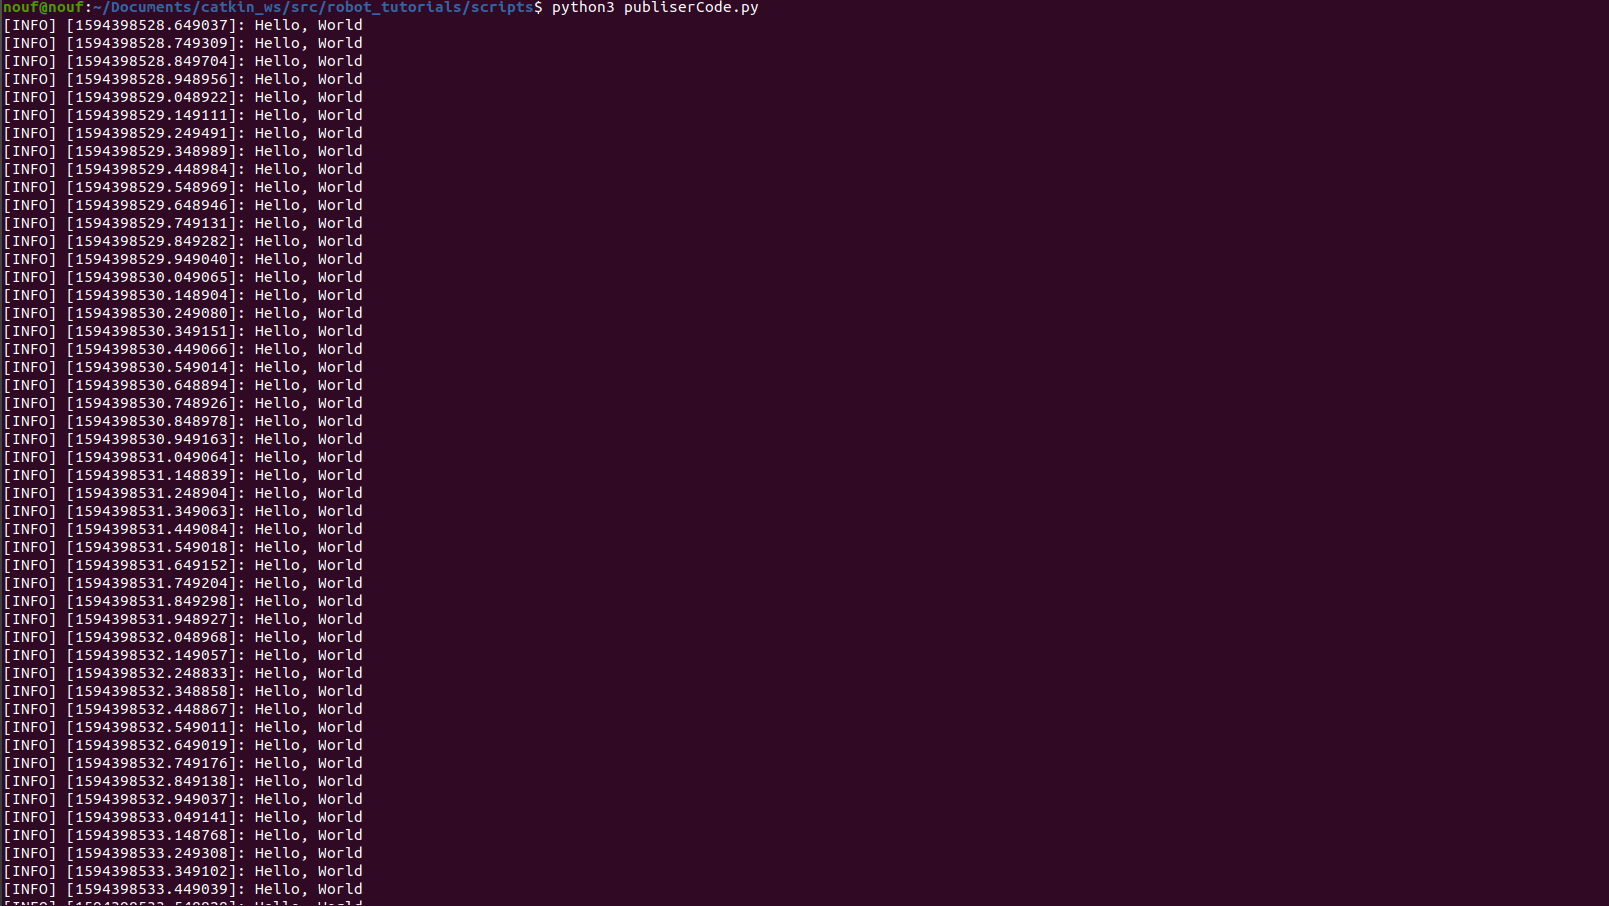 nouf@nouf:~/Documents/catkin_ws/src/robot_tutorials/scripts$ python3 publiserCode.py
[INFO] [1594398528.649037]: Hello, World
[INFO] [1594398528.749309]: Hello, World
[INFO] [1594398528.849704]: Hello, World
[INFO] [1594398528.948956]: Hello, World
[INFO] [1594398529.048922]: Hello, World
[INFO] [1594398529.149111]: Hello, World
[INFO] [1594398529.249491]: Hello, World
[INFO] [1594398529.348989]: Hello, World
[INFO] [1594398529.448984]: Hello, World
[INFO] [1594398529.548969]: Hello, World
[INFO] [1594398529.648946]: Hello, World
[INFO] [1594398529.749131]: Hello, World
[INFO] [1594398529.849282]: Hello, World
[INFO] [1594398529.949040]: Hello, World
[INFO] [1594398530.049065]: Hello, World
[INFO] [1594398530.148904]: Hello, World
[INFO] [1594398530.249080]: Hello, World
[INFO] [1594398530.349151]: Hello, World
[INFO] [1594398530.449066]: Hello, World
[INFO] [1594398530.549014]: Hello, World
[INFO] [1594398530.648894]: Hello, World
[INFO] [1594398530.748926]: Hello, World
[INFO] [1594398530.848978]: Hello, World
[INFO] [1594398530.949163]: Hello, World
[INFO] [1594398531.049064]: Hello, World
[INFO] [1594398531.148839]: Hello, World
[INFO] [1594398531.248904]: Hello, World
[INFO] [1594398531.349063]: Hello, World
[INFO] [1594398531.449084]: Hello, World
[INFO] [1594398531.549018]: Hello, World
[INFO] [1594398531.649152]: Hello, World
[INFO] [1594398531.749204]: Hello, World
[INFO] [1594398531.849298]: Hello, World
[INFO] [1594398531.948927]: Hello, World
[INFO] [1594398532.048968]: Hello, World
[INFO] [1594398532.149057]: Hello, World
[INFO] [1594398532.248833]: Hello, World
[INFO] [1594398532.348858]: Hello, World
[INFO] [1594398532.448867]: Hello, World
[INFO] [1594398532.549011]: Hello, World
[INFO] [1594398532.649019]: Hello, World
[INFO] [1594398532.749176]: Hello, World
[INFO] [1594398532.849138]: Hello, World
[INFO] [1594398532.949037]: Hello, World
[INFO] [1594398533.049141]: Hello, World
[INFO] [1594398533.148768]: Hello, World
[INFO] [1594398533.249308]: Hello, World
[INFO] [1594398533.349102]: Hello, World
[INFO] [1594398533.449039]: Hello, World
[INFO] Hello, World